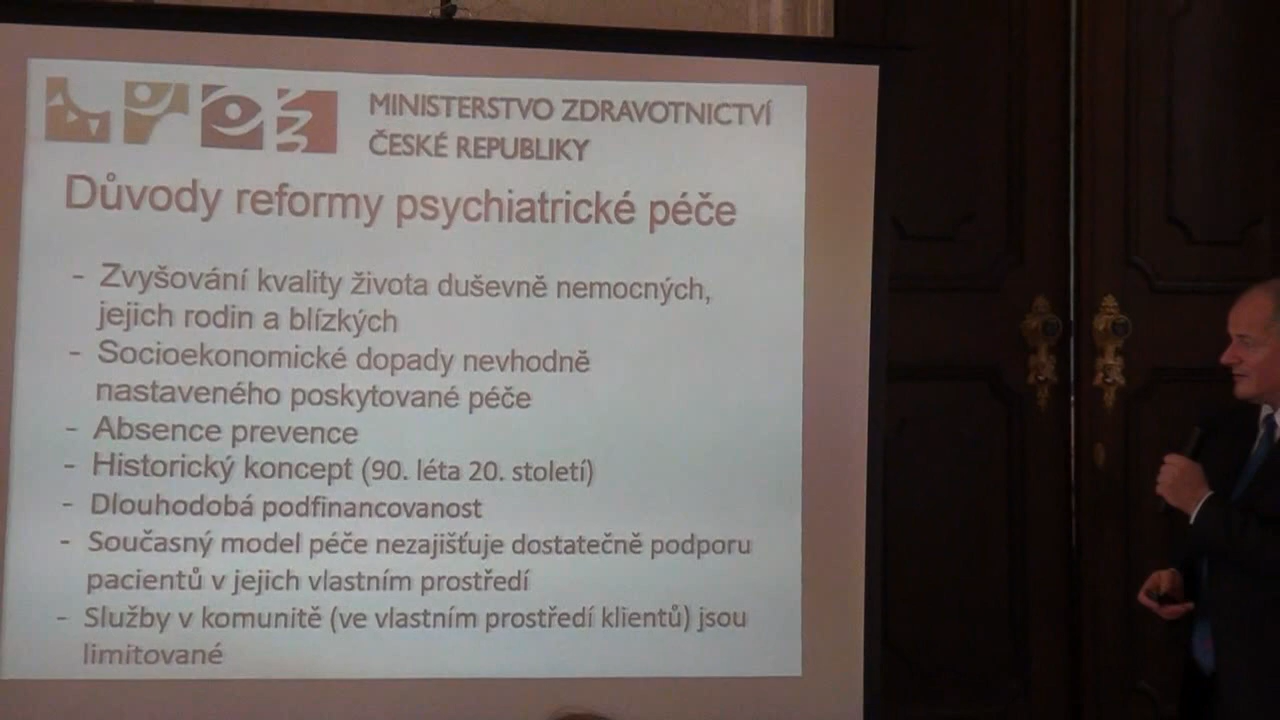 MINISTERSTVO ZDRAVOTNICTVÍ
ČESKÉ REPUBLIKY
Důvody reformy psychiatrické péče
- Zvyšování kvality života duševně nemocných,
jejich rodin a blízkých
- Socioekonomické dopady nevhodně
nastaveného poskytované péče
- Absence prevence
- Historický koncept (90. léta 20. století)
- Dlouhodobá podfinancovanost
- Současný model péče nezajišťuje dostatečně podporu
pacientů v jejich vlastním prostředí
- Služby v komunitě (ve vlastním prostředí klientů) jsou
limitované